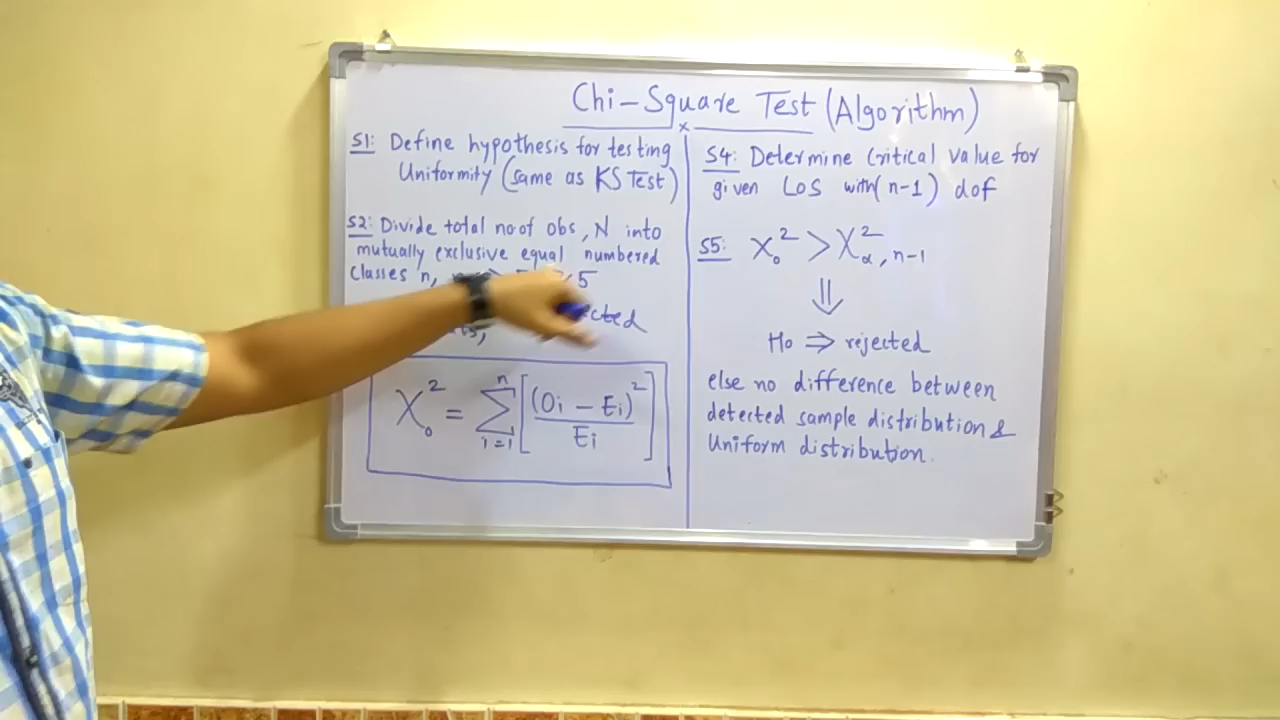 Chi-Square Test (Algorithm)
S1: Define hypothesis for testing
Uniformity (same as KS Test)
S2: Divide total no of obs, N into
mutually exclusive equal numbered
classes n, 5
ected
X₀² = Σⁿᵢ₌₁ [(Oi - Ei)² / Ei]
S4: Determine Critical value for
given LoS with (n-1) dof
S5: X₀² > X²α, n-1
⇓
Ho ⇒ rejected
else no difference between
detected sample distribution &
Uniform distribution.